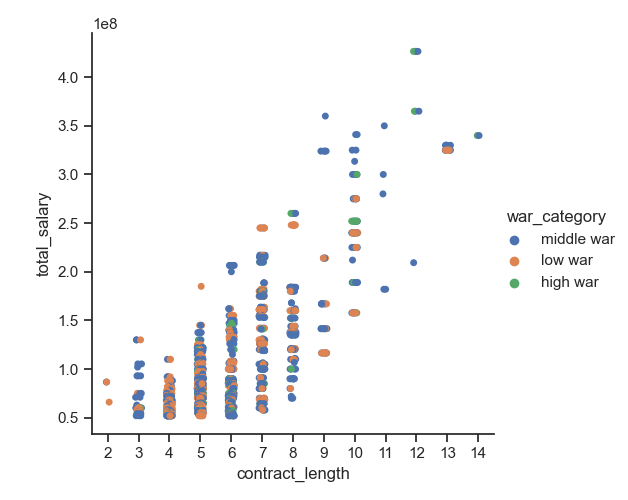 1e8
4.0
3.5
3.0
2.5
2.0
1.5
1.0
0.5
total_salary
2 3 4 5 6 7 8 9 10 11 12 13 14
contract_length
war_category
middle war
low war
high war